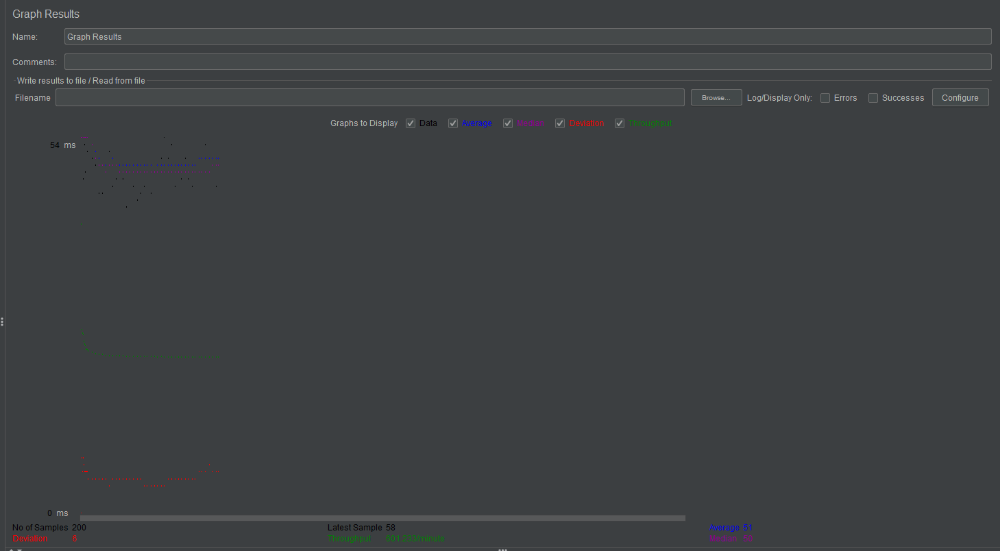 Graph Results
Name: Graph Results
Comments:
Write results to file / Read from file
Filename Browse... Log/Display Only: Errors Successes Configure
Graphs to Display Data Average Median Deviation Throughput
54 ms
0 ms
No of Samples 200 Latest Sample 58 Average 51
Deviation 6 Throughput 601.233/minute Median